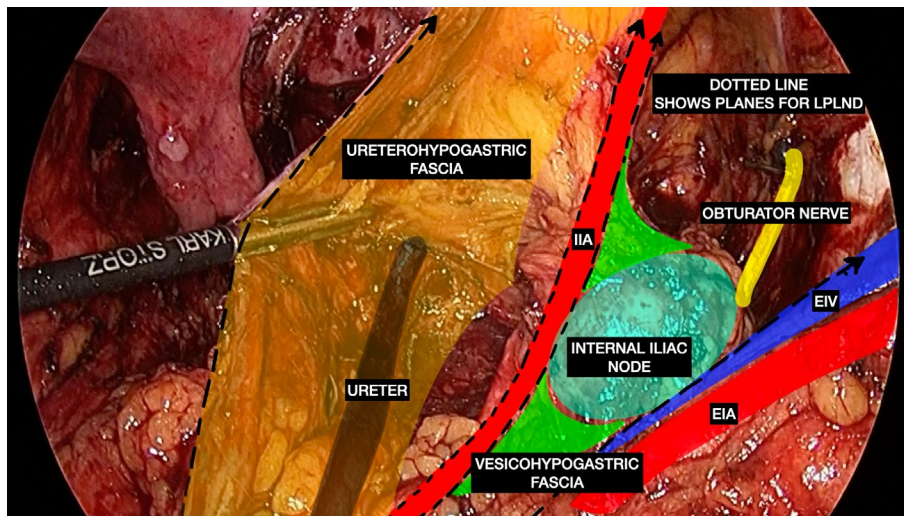 DOTTED LINE
SHOWS PLANES FOR LPLND
URETEROHYPOGASTRIC
FASCIA
OBTURATOR NERVE
KARL STORZ
IIA
EIV
INTERNAL ILIAC
NODE
URETER
EIA
VESICOHYPOGASTRIC
FASCIA